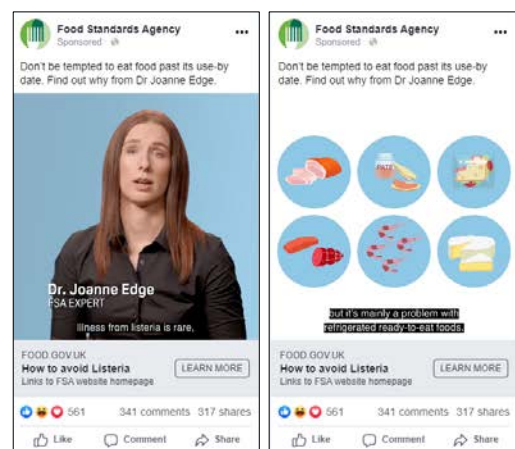 Food Standards Agency
Sponsored
Don't be tempted to eat food past its use-by
date. Find out why from Dr Joanne Edge.
Dr. Joanne Edge
FSA EXPERT
Illness from listeria is rare,
FOOD.GOV.UK
How to avoid Listeria
Links to FSA website homepage
LEARN MORE
561
341 comments 317 shares
Like Comment Share
Food Standards Agency
Sponsored
Don't be tempted to eat food past its use-by
date. Find out why from Dr Joanne Edge.
but it's mainly a problem with
refrigerated ready-to-eat foods.
FOOD.GOV.UK
How to avoid Listeria
Links to FSA website homepage
LEARN MORE
561
341 comments 317 shares
Like Comment Share